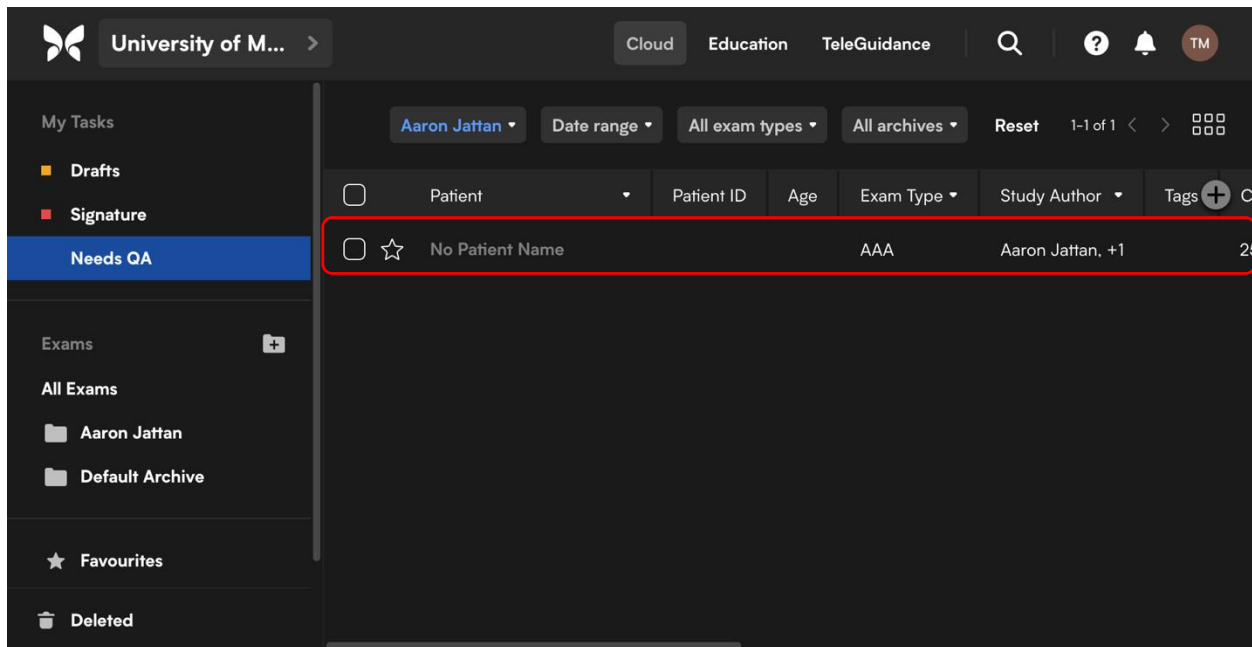 University of M... >
Cloud Education TeleGuidance ? TM
My Tasks
Drafts
Signature
Needs QA
Exams
All Exams
Aaron Jattan
Default Archive
Favourites
Deleted
Aaron Jattan Date range All exam types All archives Reset 1-1 of 1 < >
Patient Patient ID Age Exam Type Study Author Tags + C
No Patient Name AAA Aaron Jattan, +1